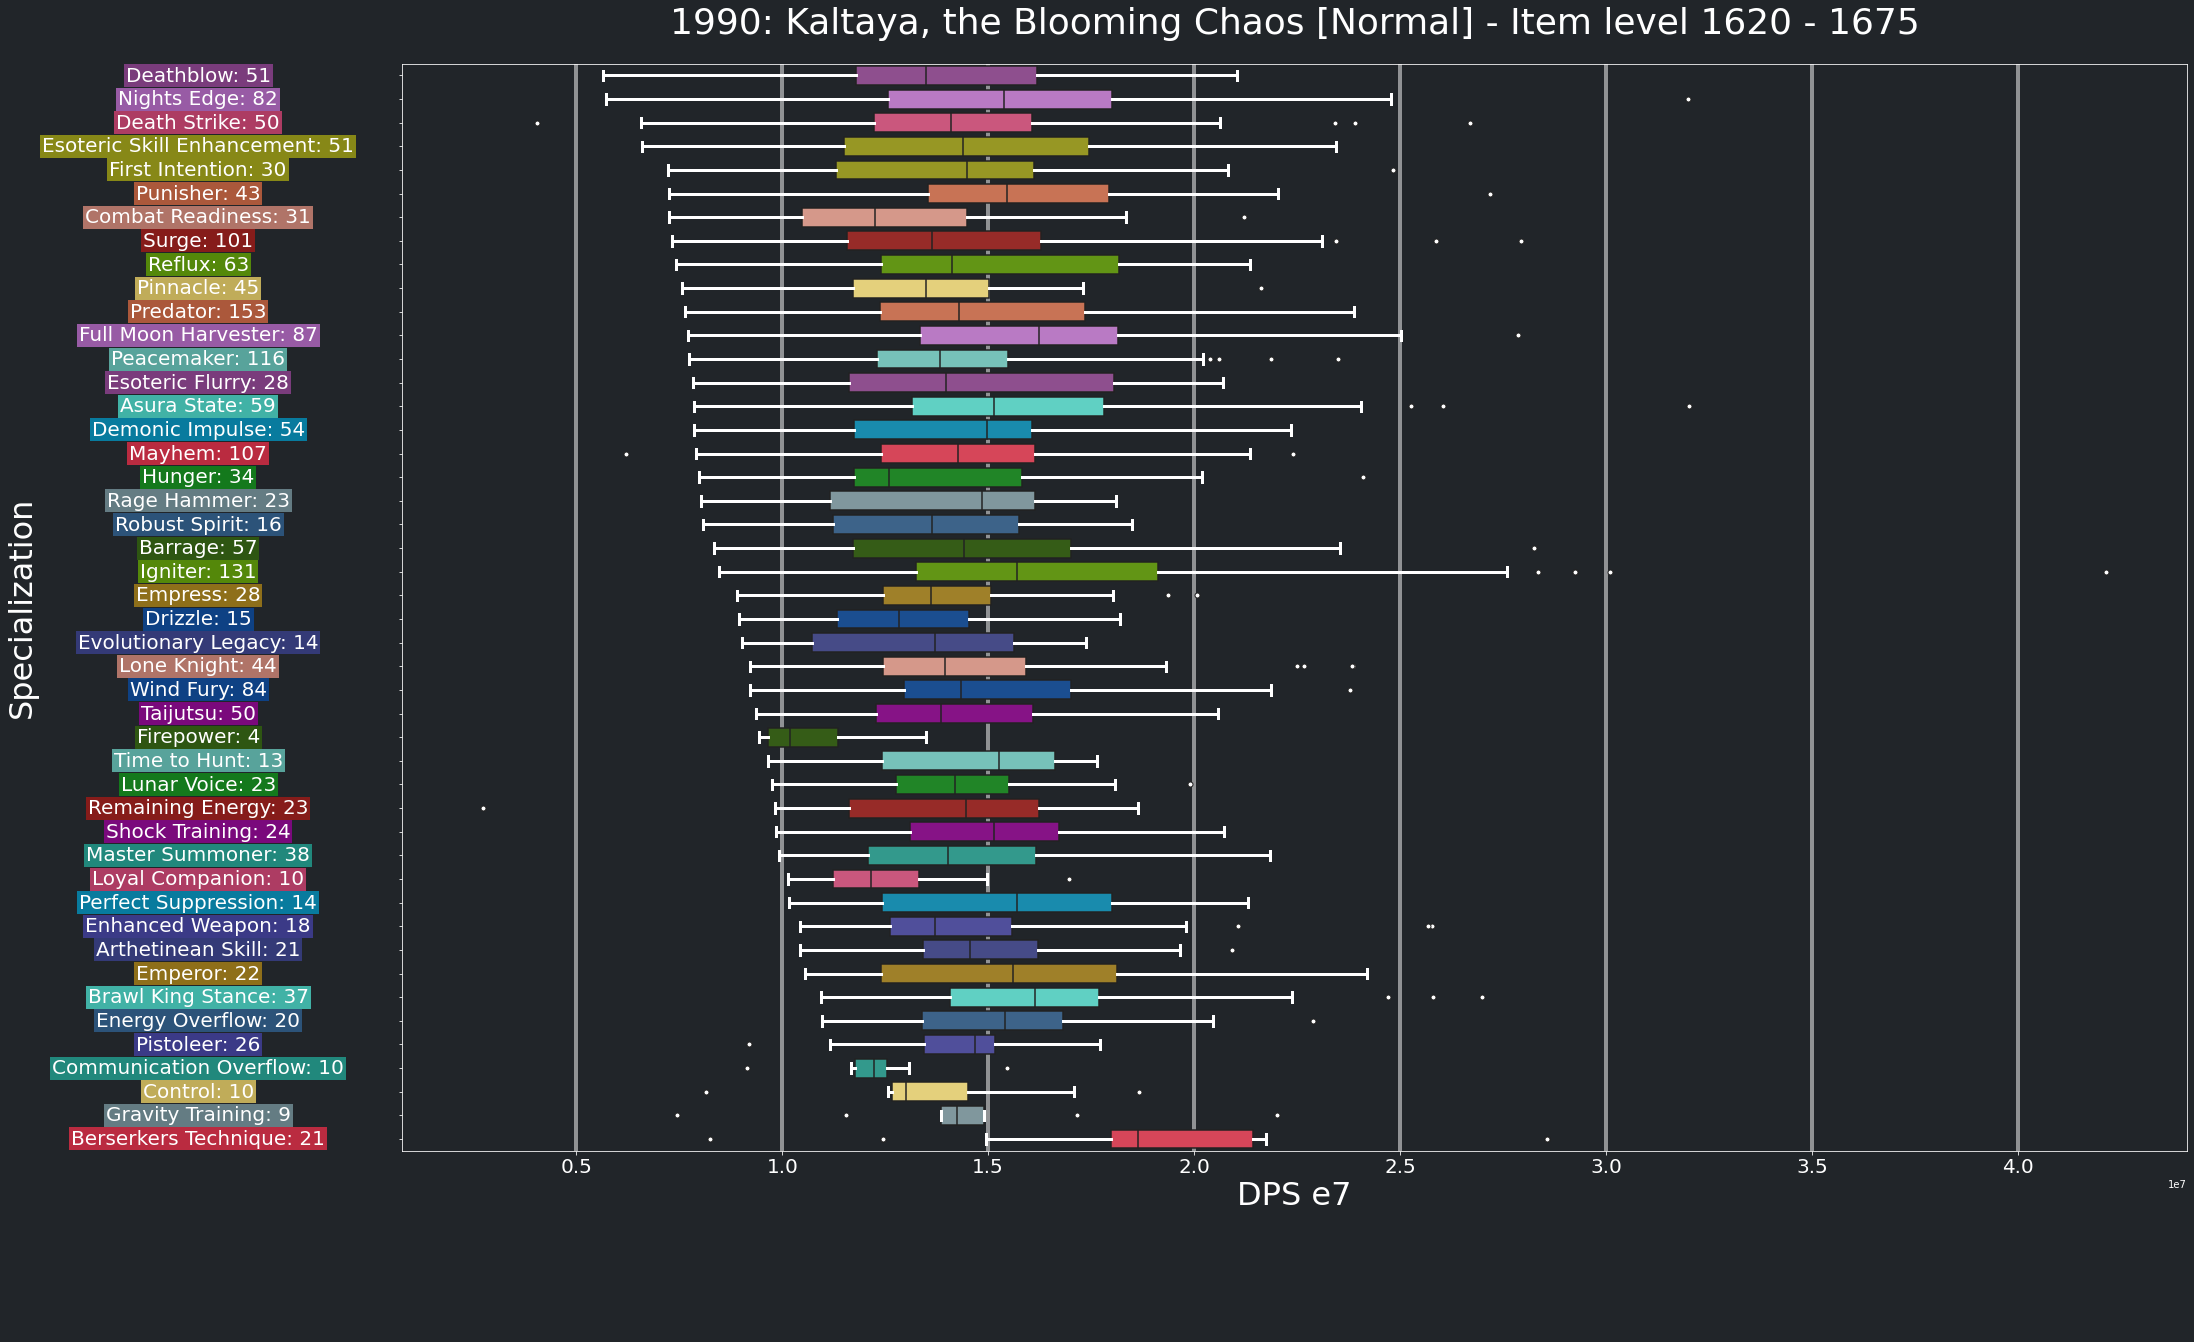 1990: Kaltaya, the Blooming Chaos [Normal] - Item level 1620 - 1675
Specialization
Deathblow: 51
Nights Edge: 82
Death Strike: 50
Esoteric Skill Enhancement: 51
First Intention: 30
Punisher: 43
Combat Readiness: 31
Surge: 101
Reflux: 63
Pinnacle: 45
Predator: 153
Full Moon Harvester: 87
Peacemaker: 116
Esoteric Flurry: 28
Asura State: 59
Demonic Impulse: 54
Mayhem: 107
Hunger: 34
Rage Hammer: 23
Robust Spirit: 16
Barrage: 57
Igniter: 131
Empress: 28
Drizzle: 15
Evolutionary Legacy: 14
Lone Knight: 44
Wind Fury: 84
Taijutsu: 50
Firepower: 4
Time to Hunt: 13
Lunar Voice: 23
Remaining Energy: 23
Shock Training: 24
Master Summoner: 38
Loyal Companion: 10
Perfect Suppression: 14
Enhanced Weapon: 18
Arthetinean Skill: 21
Emperor: 22
Brawl King Stance: 37
Energy Overflow: 20
Pistoleer: 26
Communication Overflow: 10
Control: 10
Gravity Training: 9
Berserkers Technique: 21
0.5 1.0 1.5 2.0 2.5 3.0 3.5 4.0
1e7
DPS e7